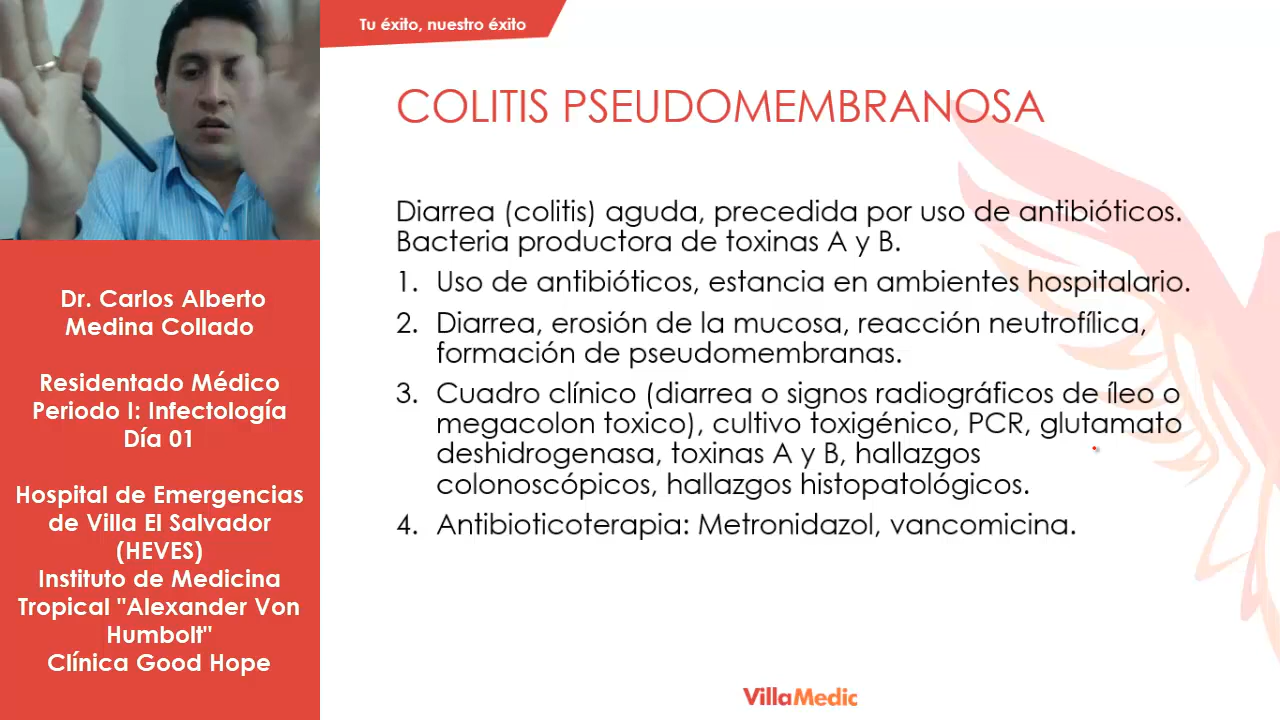 Tu éxito, nuestro éxito
COLITIS PSEUDOMEMBRANOSA
Diarrea (colitis) aguda, precedida por uso de antibióticos.
Bacteria productora de toxinas A y B.
1. Uso de antibióticos, estancia en ambientes hospitalario.
2. Diarrea, erosión de la mucosa, reacción neutrofílica,
formación de pseudomembranas.
3. Cuadro clínico (diarrea o signos radiográficos de íleo o
megacolon toxico), cultivo toxigénico, PCR, glutamato
deshidrogenasa, toxinas A y B, hallazgos
colonoscópicos, hallazgos histopatológicos.
4. Antibioticoterapia: Metronidazol, vancomicina.
Dr. Carlos Alberto
Medina Collado
Residentado Médico
Periodo I: Infectología
Día 01
Hospital de Emergencias
de Villa El Salvador
(HEVES)
Instituto de Medicina
Tropical "Alexander Von
Humbolt"
Clínica Good Hope
VillaMedic